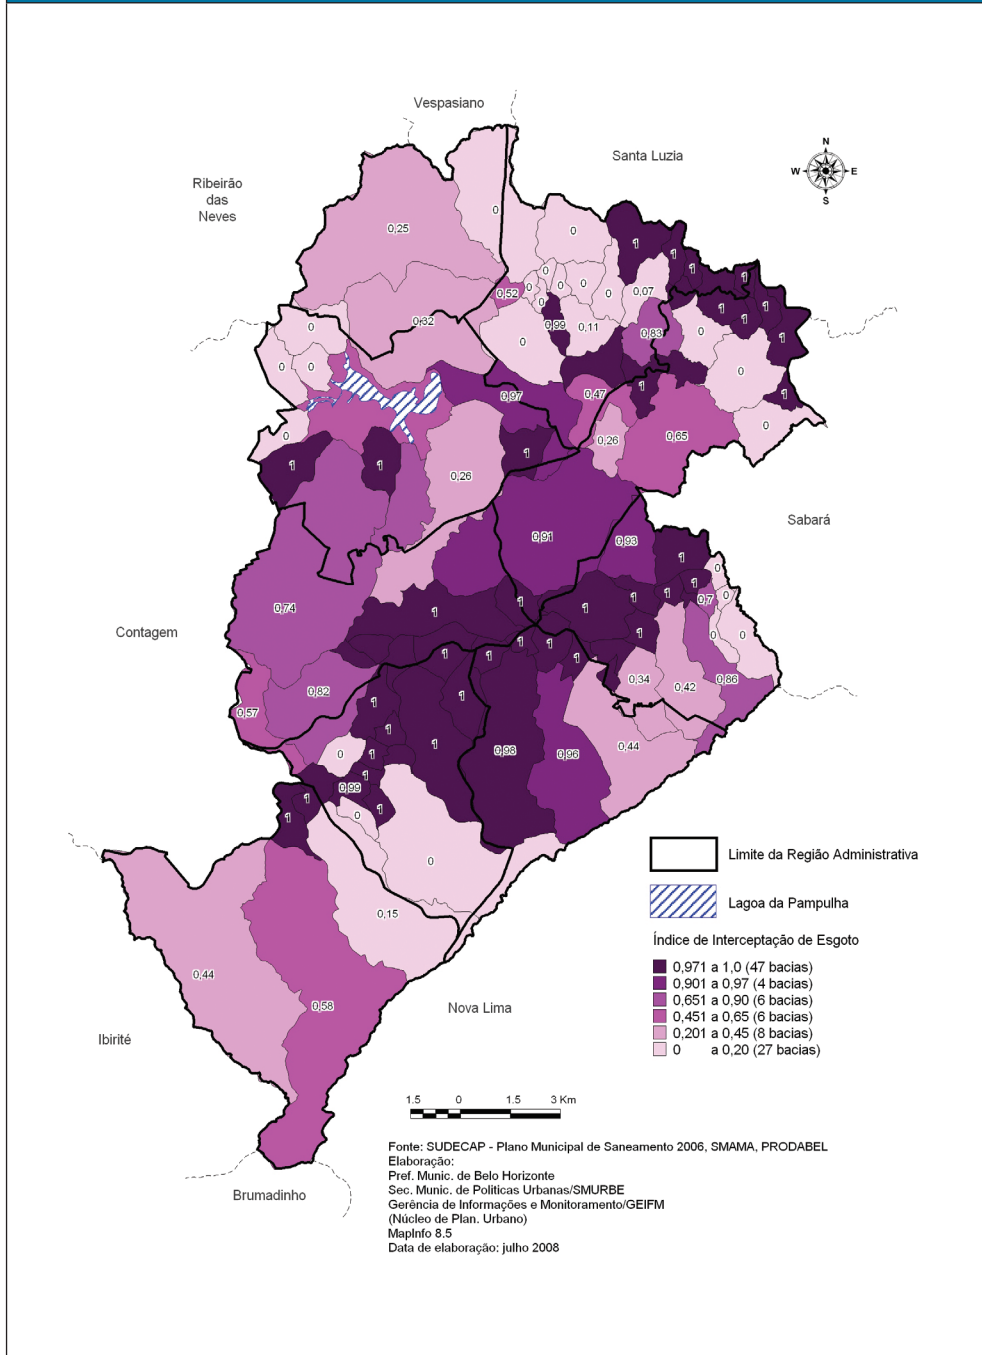 Vespasiano
Santa Luzia
Ribeirão
das
Neves
N
W E
S
0
0,25
0
1
1
1
1
0
0
0
0
0
0
0,52
0
0,07
1
1
1
0,32
0
0,99
0,11
0,83
0
1
0
0
0
0
0,97
0,47
1
1
0
0,26
0,65
0
1
1
0,26
1
Sabará
0,91
0,93
1
0
1
0,74
1
1
1
1
1
0,7
0
Contagem
1
0
0
1
1
1
1
1
0,34
0,42
0,86
0,82
1
1
0,57
1
1
0,98
0,96
0,44
0
1
1
0,99
1
1
1
0
0
0,15
Limite da Região Administrativa
Lagoa da Pampulha
Índice de Interceptação de Esgoto
0,971 a 1,0 (47 bacias)
0,901 a 0,97 (4 bacias)
0,651 a 0,90 (6 bacias)
0,451 a 0,65 (6 bacias)
0,201 a 0,45 (8 bacias)
0 a 0,20 (27 bacias)
0,44
0,58
Nova Lima
Ibirité
1.5 0 1.5 3 Km
Brumadinho
Fonte: SUDECAP - Plano Municipal de Saneamento 2006, SMAMA, PRODABEL
Elaboração:
Pref. Munic. de Belo Horizonte
Sec. Munic. de Politicas Urbanas/SMURBE
Gerência de Informações e Monitoramento/GEIFM
(Núcleo de Plan. Urbano)
MapInfo 8.5
Data de elaboração: julho 2008